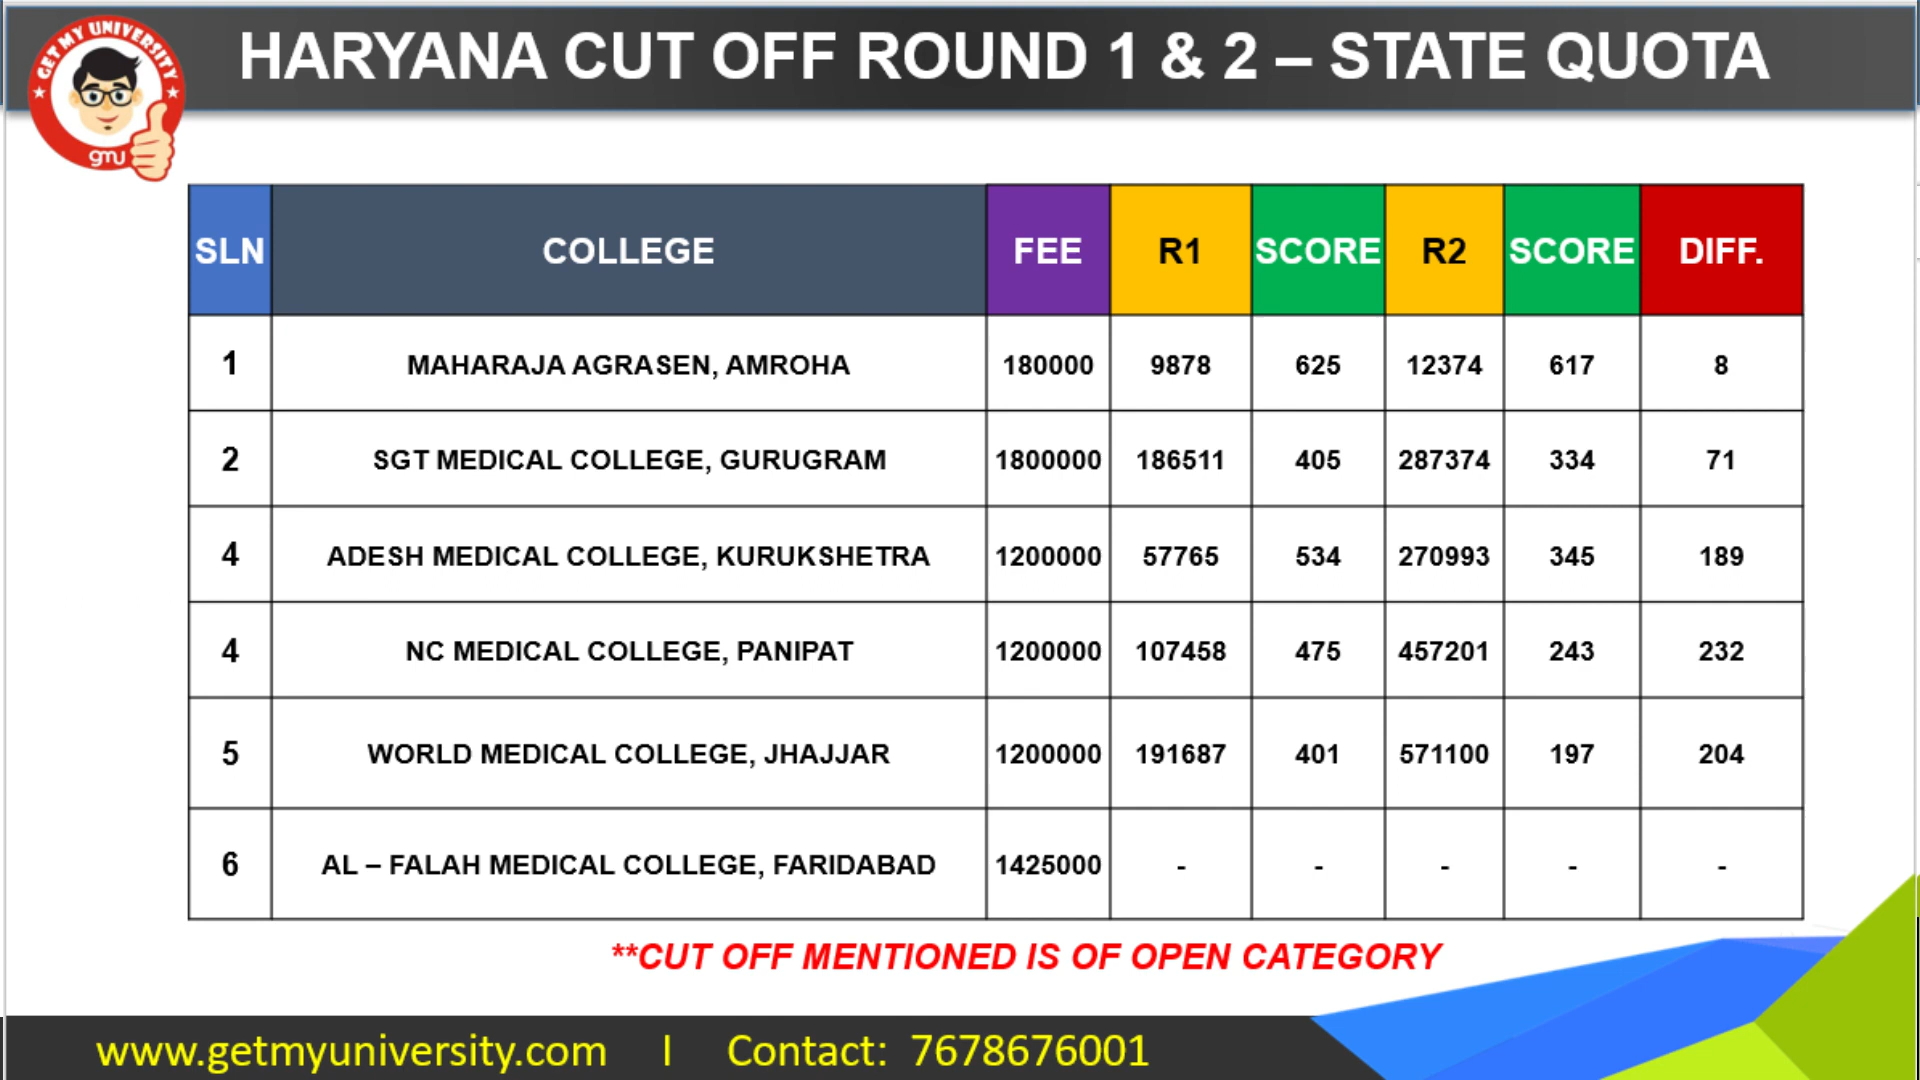 GET MY UNIVERSITY
gmu
HARYANA CUT OFF ROUND 1 & 2 – STATE QUOTA
SLN COLLEGE FEE R1 SCORE R2 SCORE DIFF.
1 MAHARAJA AGRASEN, AMROHA 180000 9878 625 12374 617 8
2 SGT MEDICAL COLLEGE, GURUGRAM 1800000 186511 405 287374 334 71
4 ADESH MEDICAL COLLEGE, KURUKSHETRA 1200000 57765 534 270993 345 189
4 NC MEDICAL COLLEGE, PANIPAT 1200000 107458 475 457201 243 232
5 WORLD MEDICAL COLLEGE, JHAJJAR 1200000 191687 401 571100 197 204
6 AL – FALAH MEDICAL COLLEGE, FARIDABAD 1425000 - - - - -
**CUT OFF MENTIONED IS OF OPEN CATEGORY
www.getmyuniversity.com I Contact: 7678676001